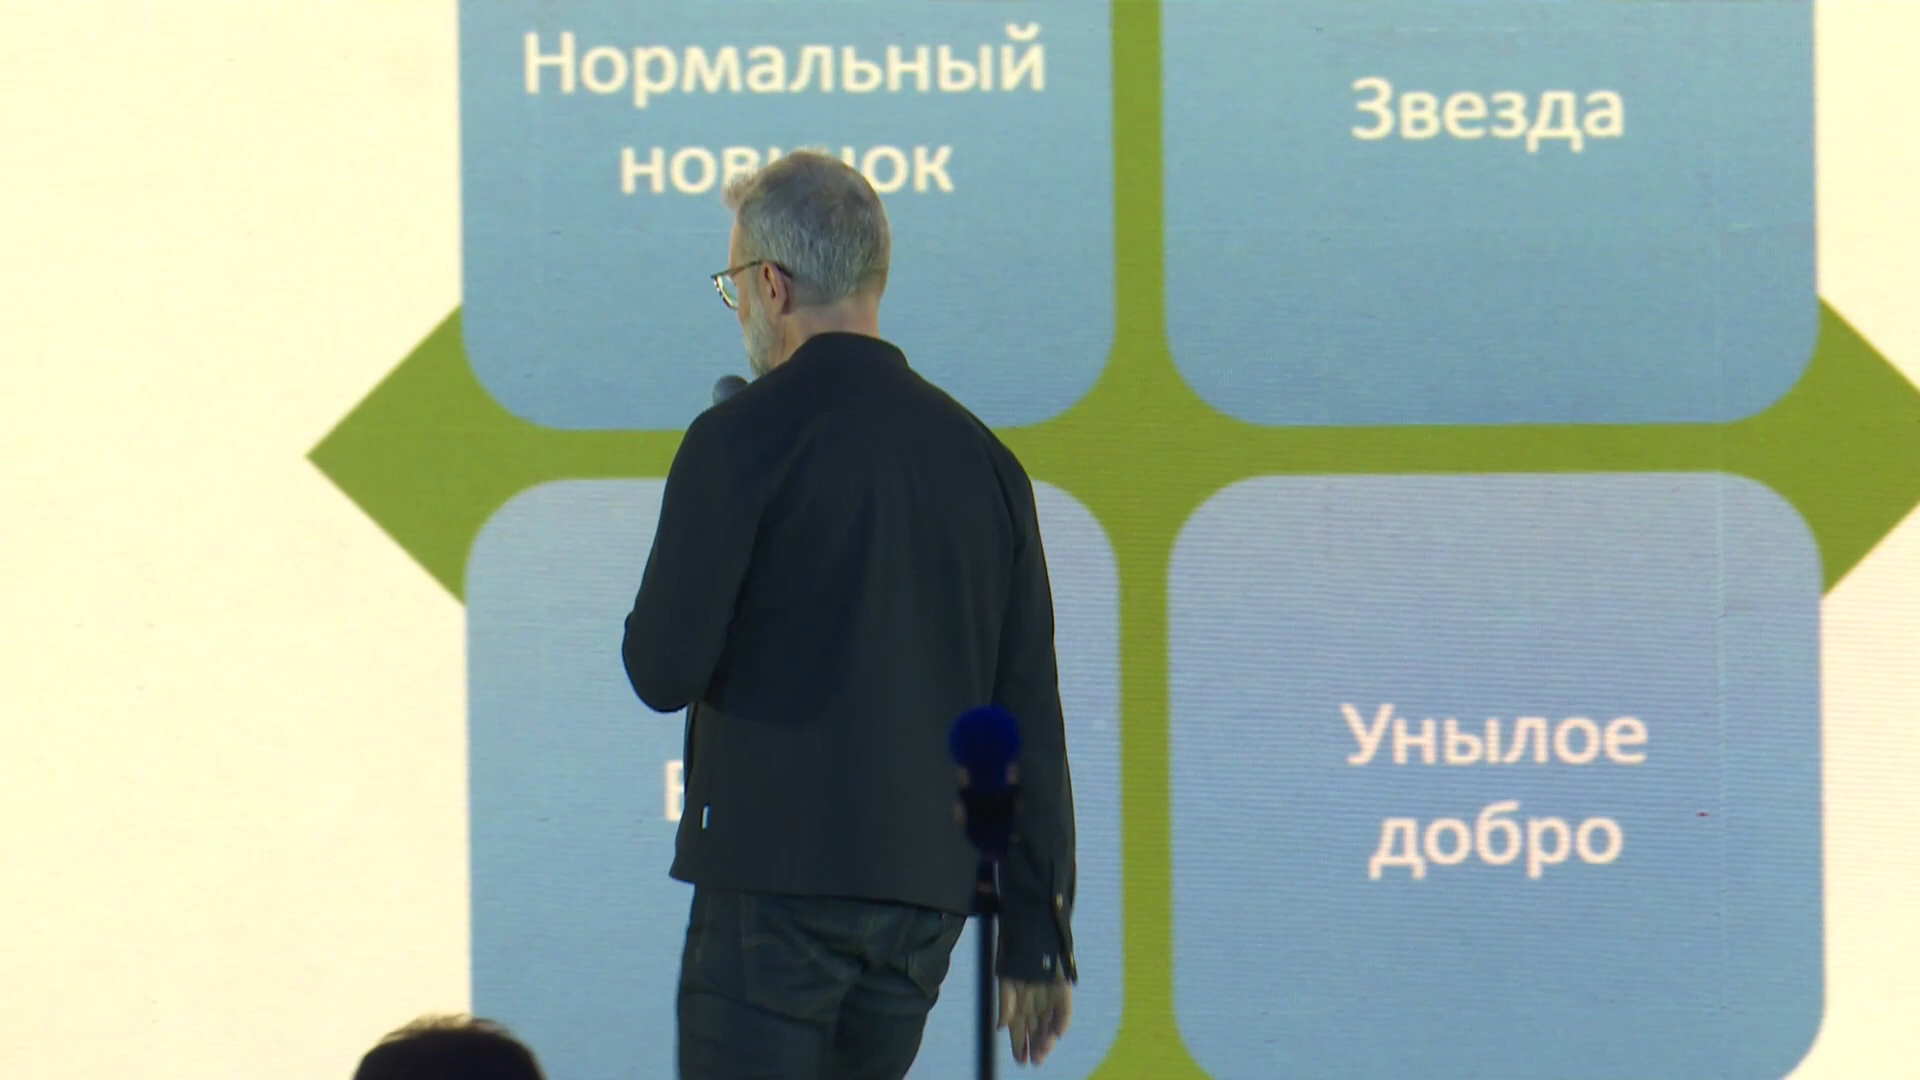 Нормальный
Звезда
Унылое
добро